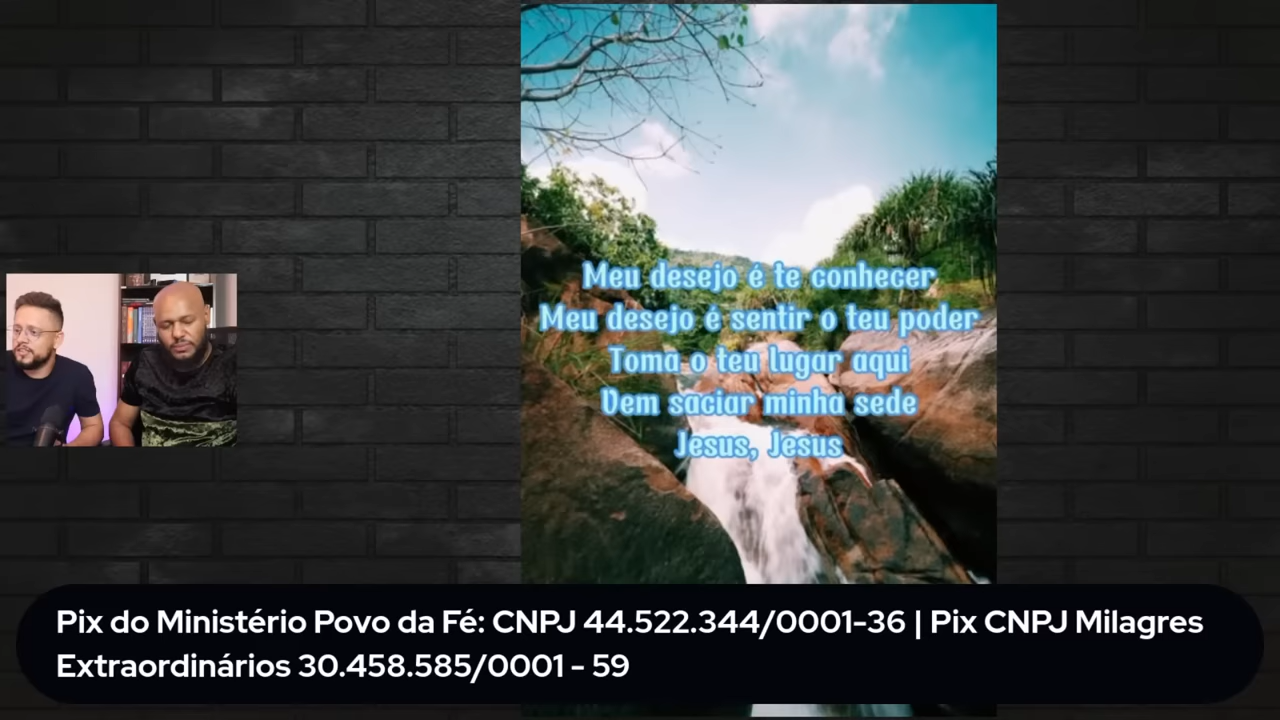 Meu desejo é te conhecer
Meu desejo é sentir o teu poder
Toma o teu lugar aqui
Vem saciar minha sede
Jesus, Jesus
Pix do Ministério Povo da Fé: CNPJ 44.522.344/0001-36 | Pix CNPJ Milagres
Extraordinários 30.458.585/0001 - 59